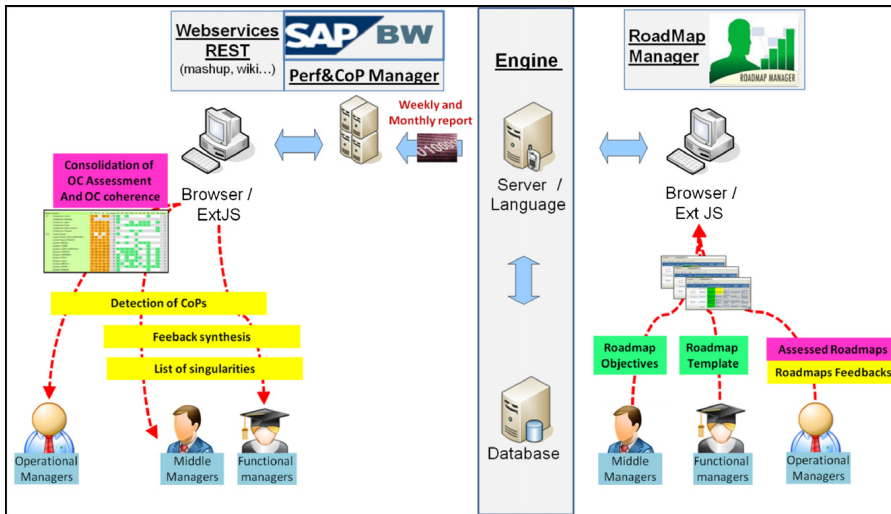 Webservices
REST
(mashup, wiki...)
SAP BW
Perf&CoP Manager
Engine
RoadMap
Manager
ROADMAP MANAGER
Weekly and
Monthly report
Consolidation of
OC Assessment
And OC coherence
Browser /
ExtJS
Server /
Language
Browser /
Ext JS
Detection of CoPs
Feeback synthesis
List of singularities
Roadmap
Objectives
Roadmap
Template
Assessed Roadmaps
Roadmaps Feedbacks
Database
Operational
Managers
Middle
Managers
Functional
managers
Middle
Managers
Functional
managers
Operational
Managers